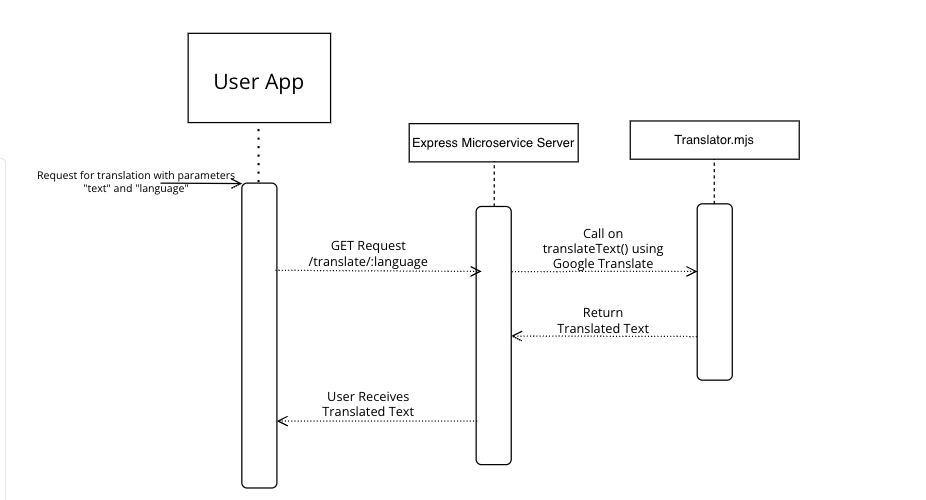 User App
Express Microservice Server
Translator.mjs
Request for translation with parameters
"text" and "language"
GET Request
/translate/:language
Call on
translateText() using
Google Translate
Return
Translated Text
User Receives
Translated Text